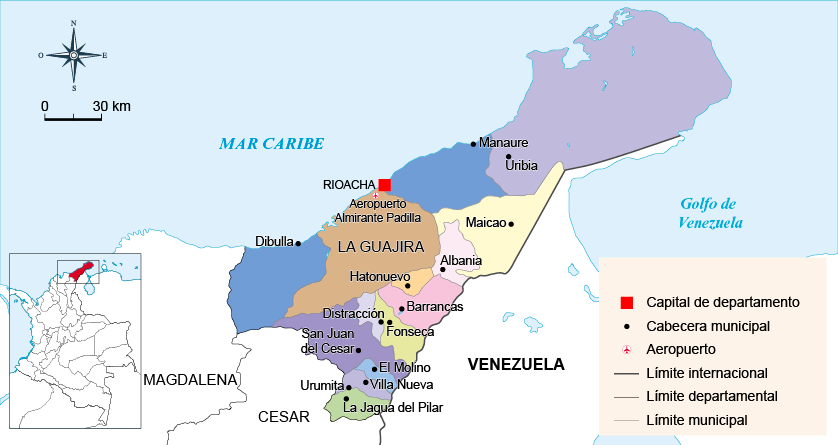 N
O
E
S
0 30 km
MAR CARIBE
Manaure
Uribia
RIOACHA
Aeropuerto
Almirante Padilla
Golfo de
Venezuela
Maicao
Dibulla
LA GUAJIRA
Albania
Hatonuevo
Barrancas
Distracción
Fonseca
San Juan
del Cesar
El Molino
VENEZUELA
MAGDALENA
Urumita
Villa Nueva
La Jagua del Pilar
CESAR
Capital de departamento
Cabecera municipal
Aeropuerto
Límite internacional
Límite departamental
Límite municipal